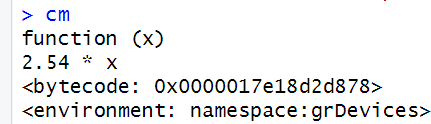 > cm
function (x)
2.54 * x
<bytecode: 0x0000017e18d2d878>
<environment: namespace:grDevices>